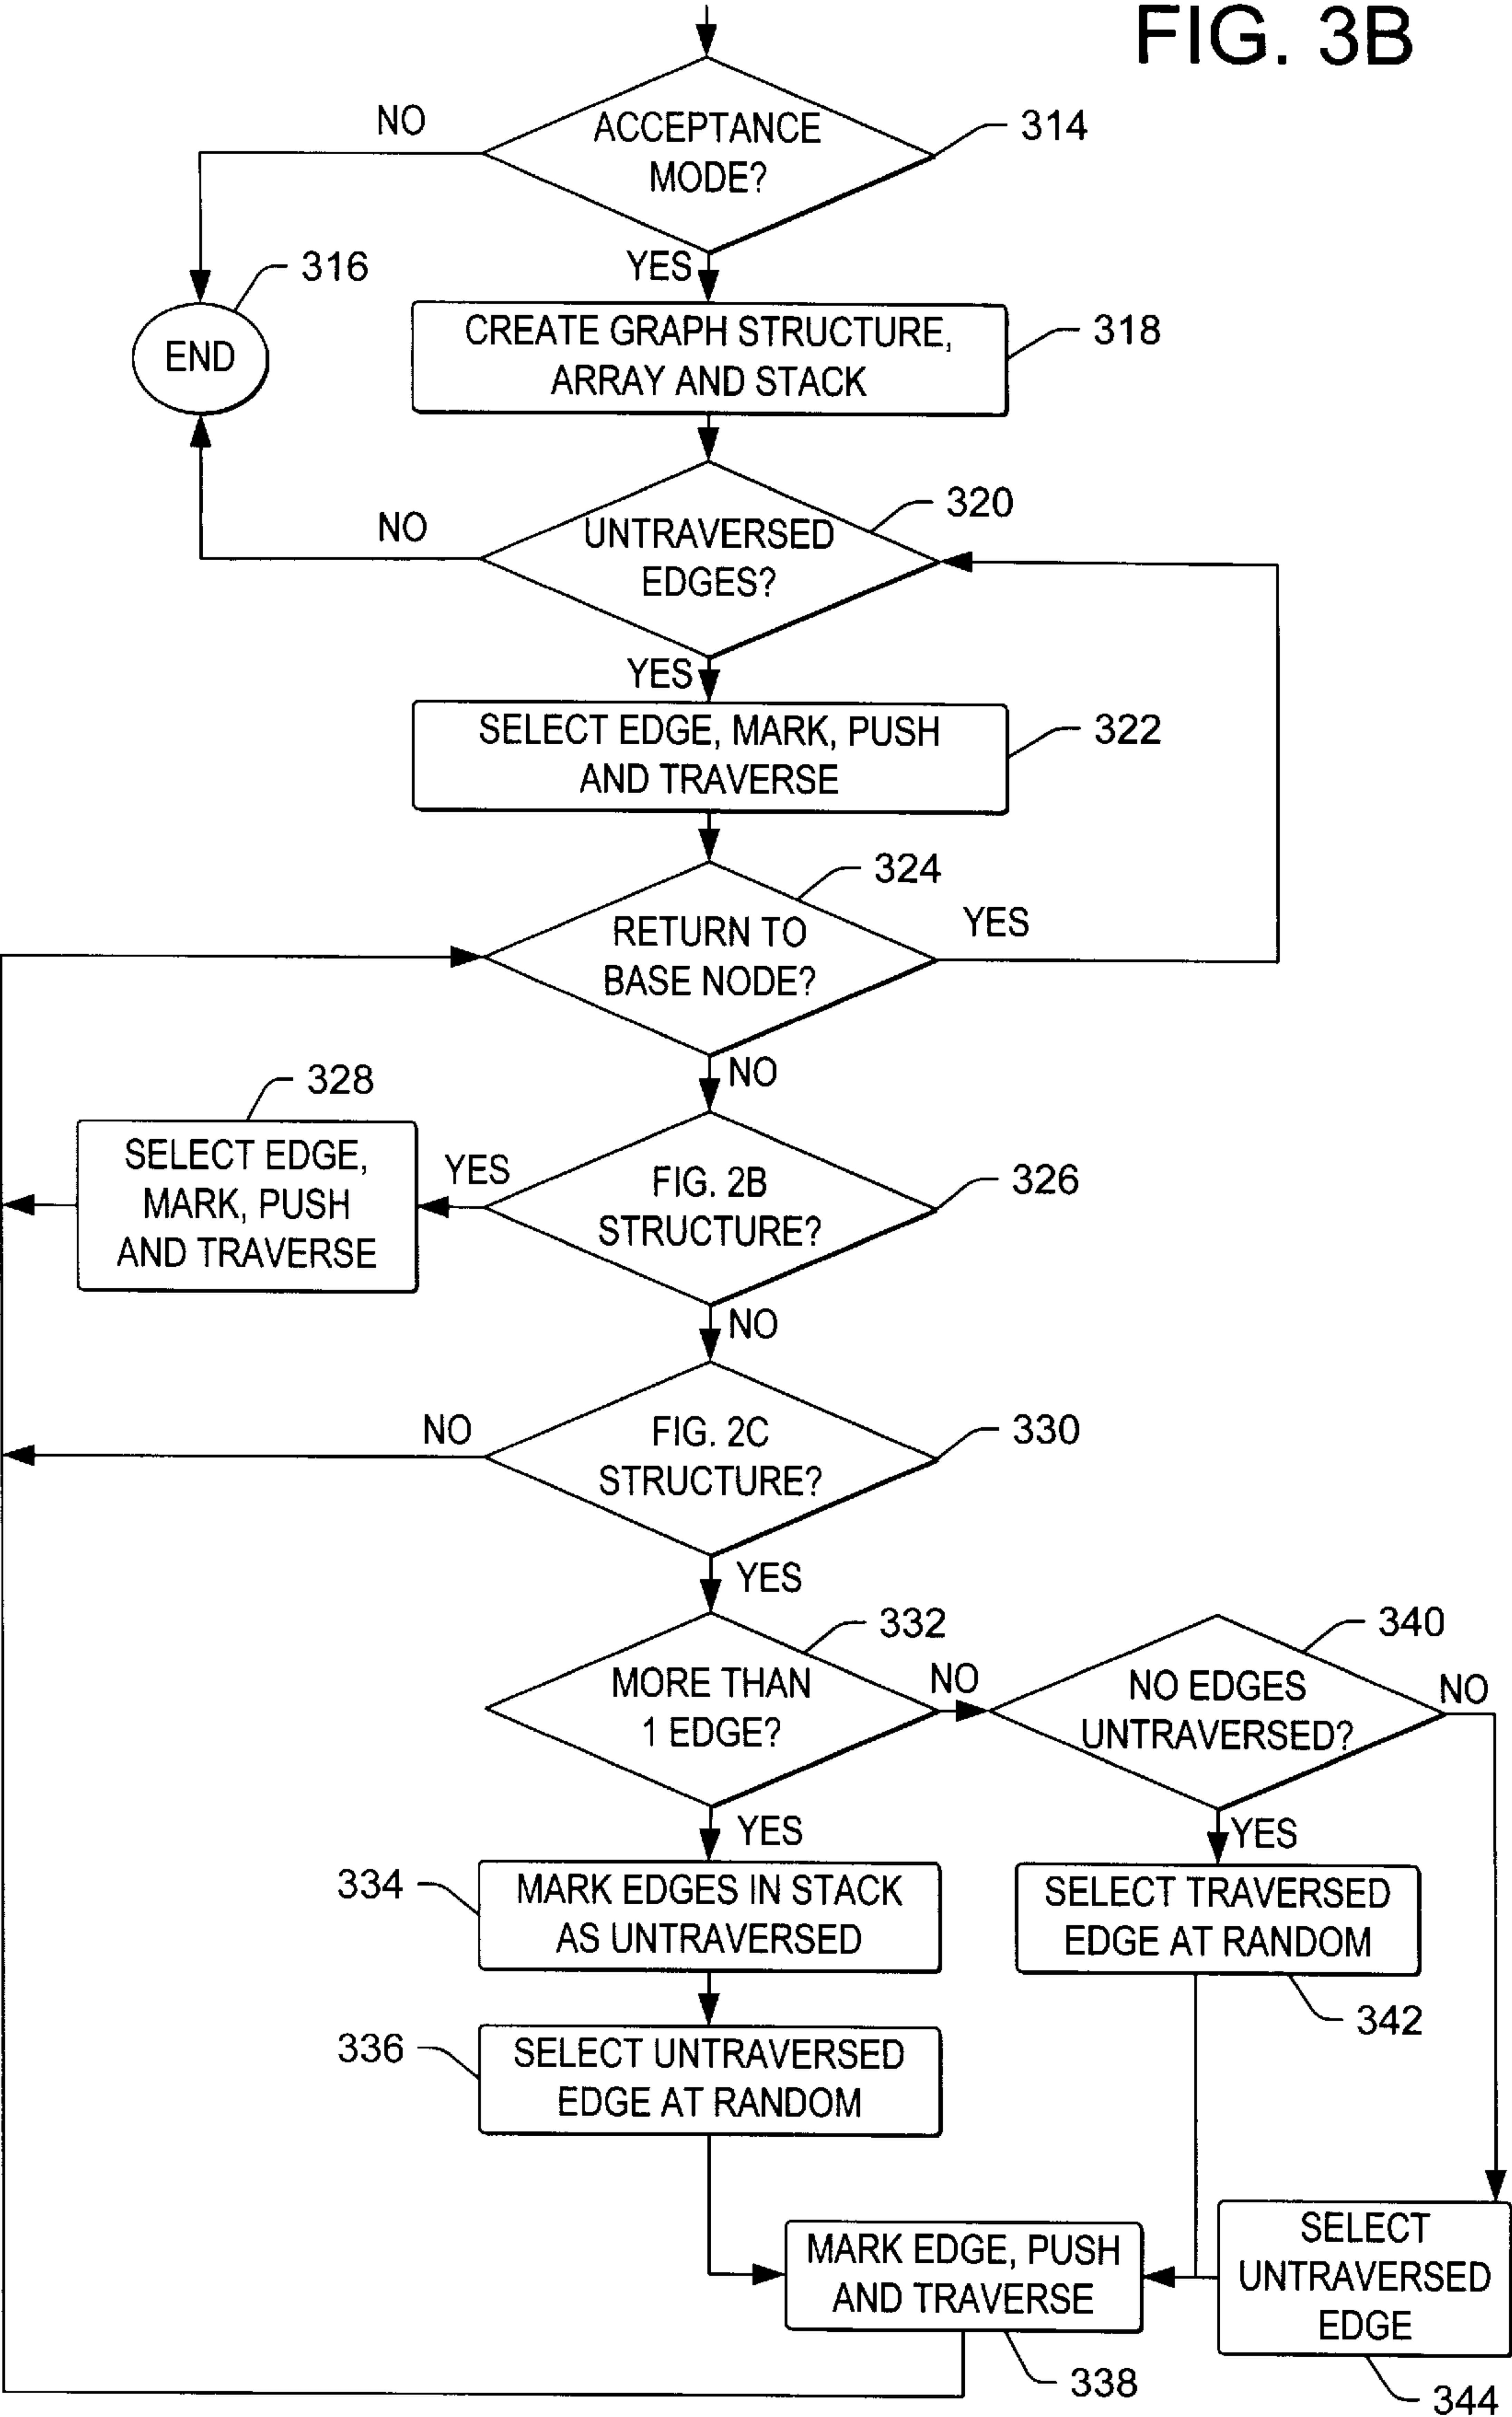 FIG. 3B
NO
ACCEPTANCE
MODE?
314
YES
316
END
CREATE GRAPH STRUCTURE,
ARRAY AND STACK
318
NO
UNTRAVERSED
EDGES?
320
YES
SELECT EDGE, MARK, PUSH
AND TRAVERSE
322
324
RETURN TO
BASE NODE?
YES
NO
328
SELECT EDGE,
MARK, PUSH
AND TRAVERSE
YES
FIG. 2B
STRUCTURE?
326
NO
NO
FIG. 2C
STRUCTURE?
330
YES
332
MORE THAN
1 EDGE?
NO
340
NO EDGES
UNTRAVERSED?
NO
YES
YES
334
MARK EDGES IN STACK
AS UNTRAVERSED
SELECT TRAVERSED
EDGE AT RANDOM
342
336
SELECT UNTRAVERSED
EDGE AT RANDOM
MARK EDGE, PUSH
AND TRAVERSE
338
SELECT
UNTRAVERSED
EDGE
344